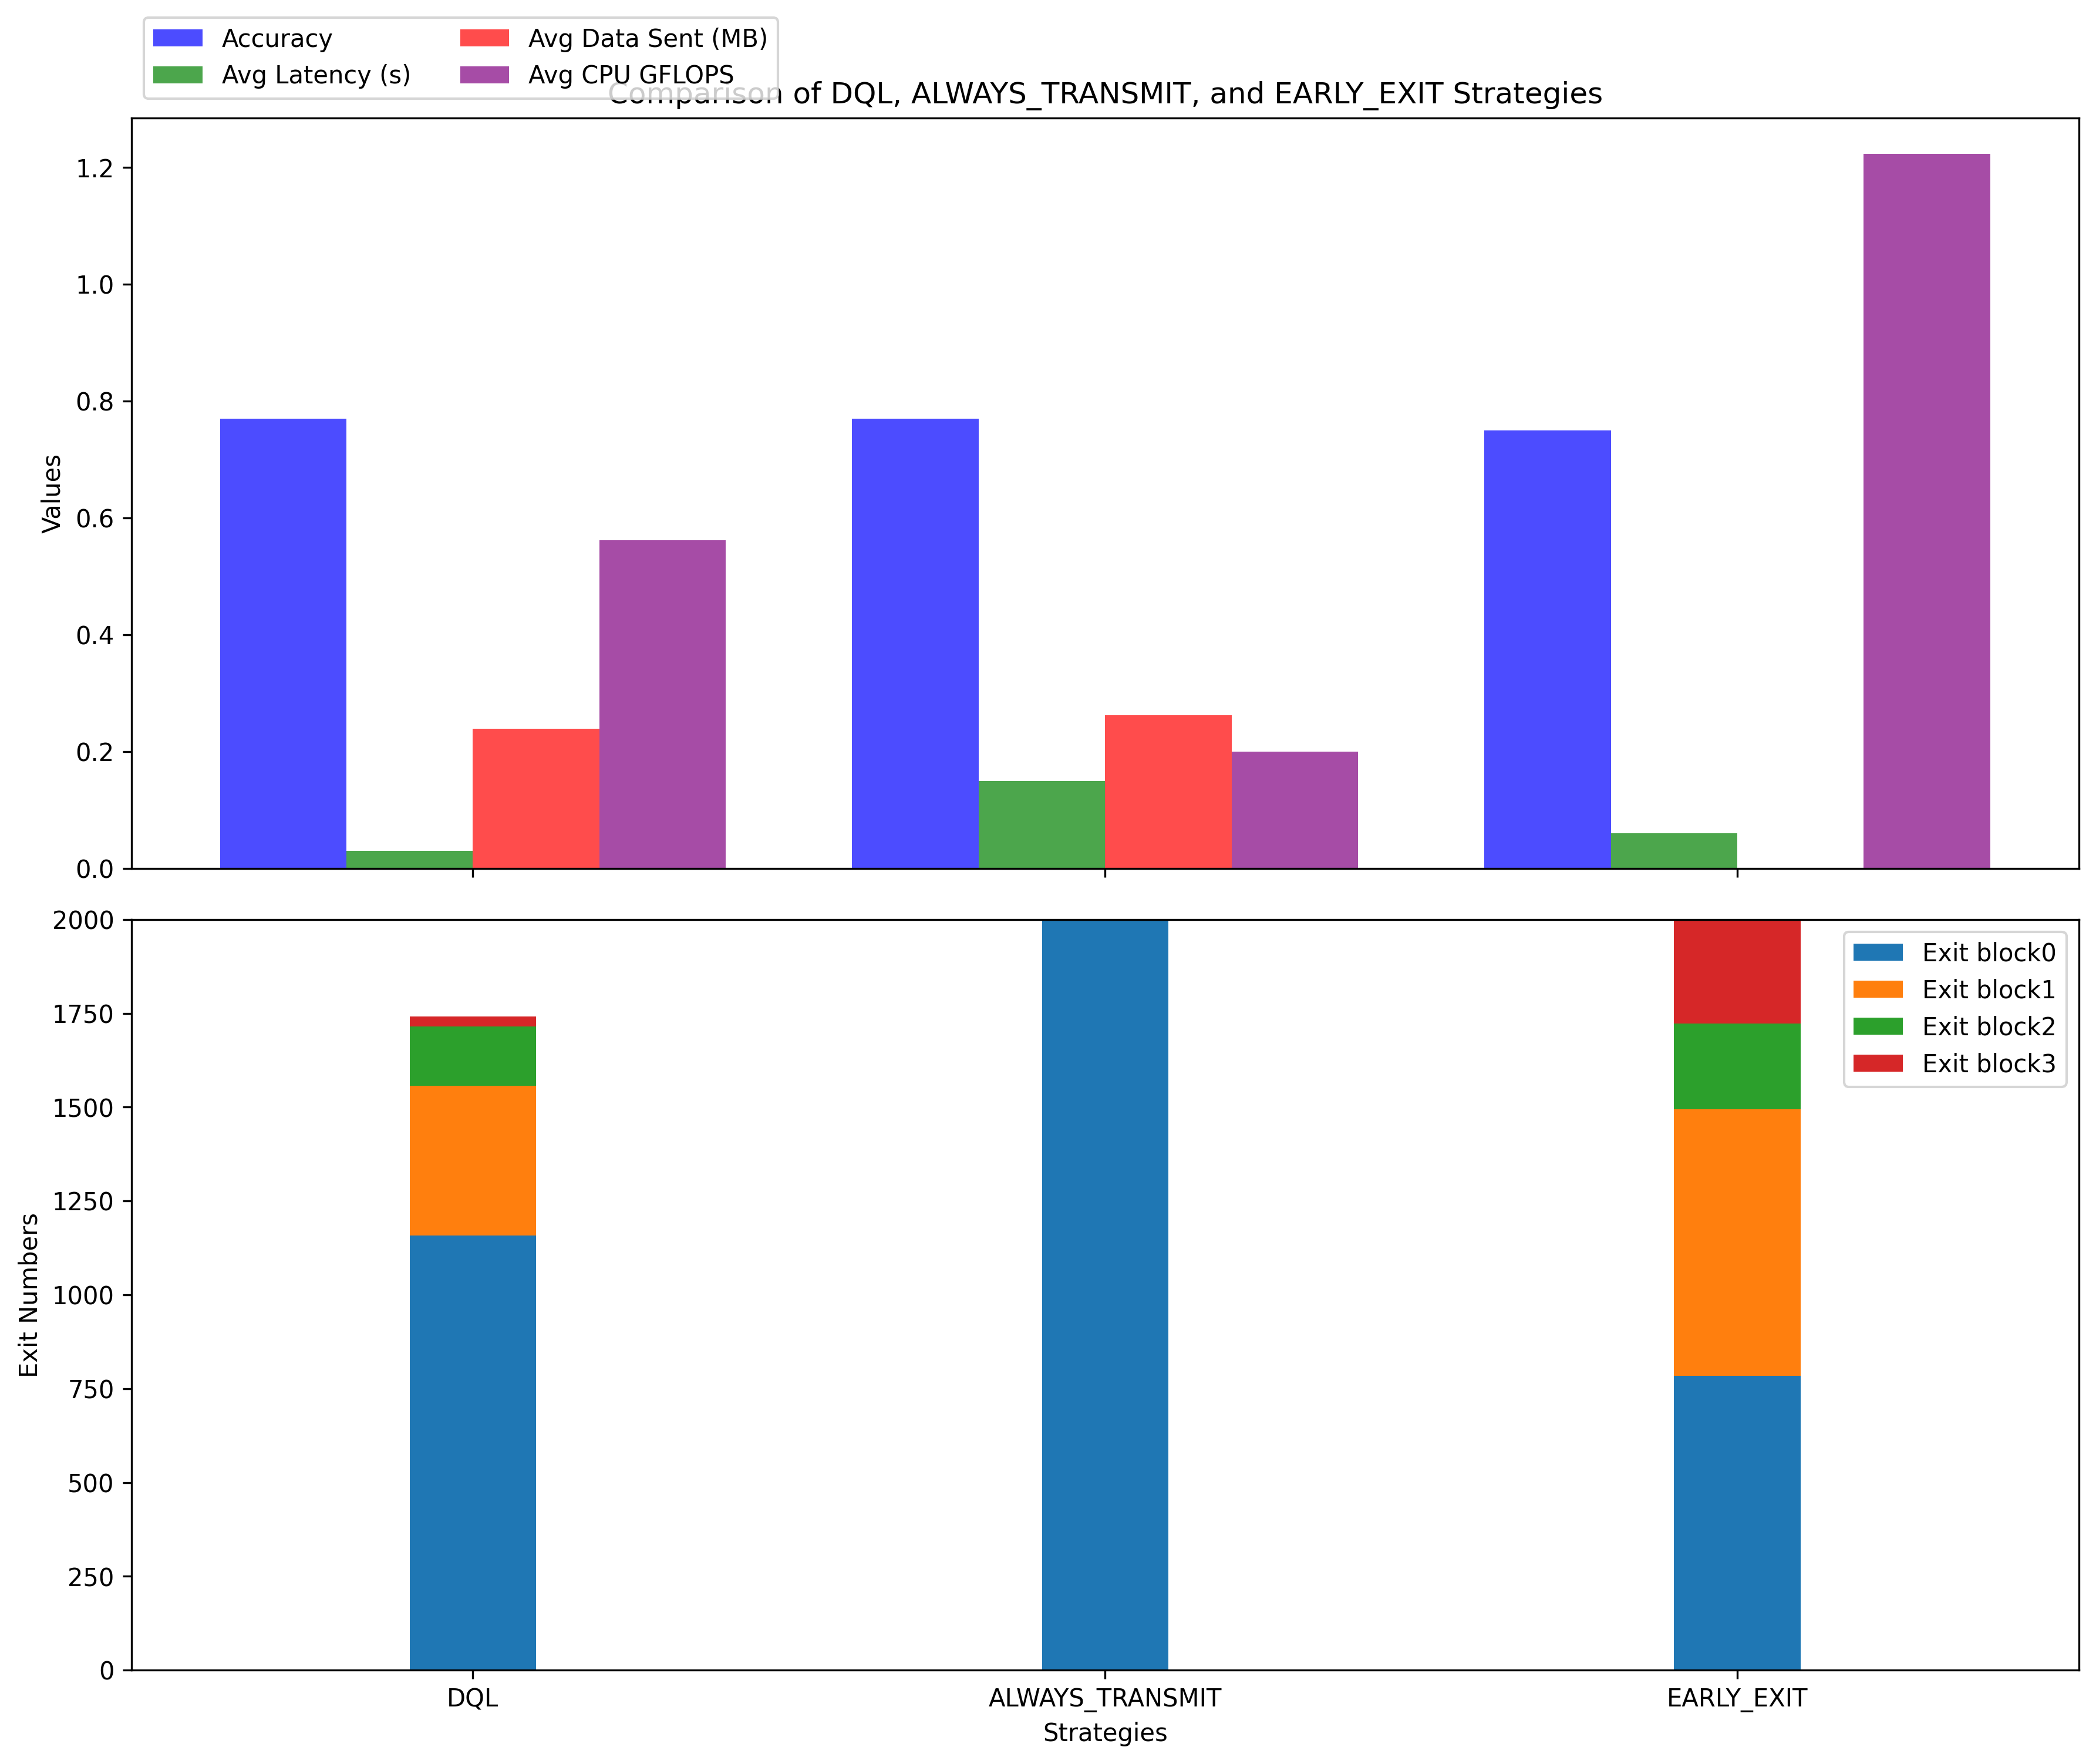 Accuracy
Avg Latency (s)
Avg Data Sent (MB)
Avg CPU GFLOPS
Comparison of DQL, ALWAYS_TRANSMIT, and EARLY_EXIT Strategies
Values
1.2
1.0
0.8
0.6
0.4
0.2
0.0
Exit Numbers
2000
1750
1500
1250
1000
750
500
250
0
Exit block0
Exit block1
Exit block2
Exit block3
DQL
ALWAYS_TRANSMIT
EARLY_EXIT
Strategies